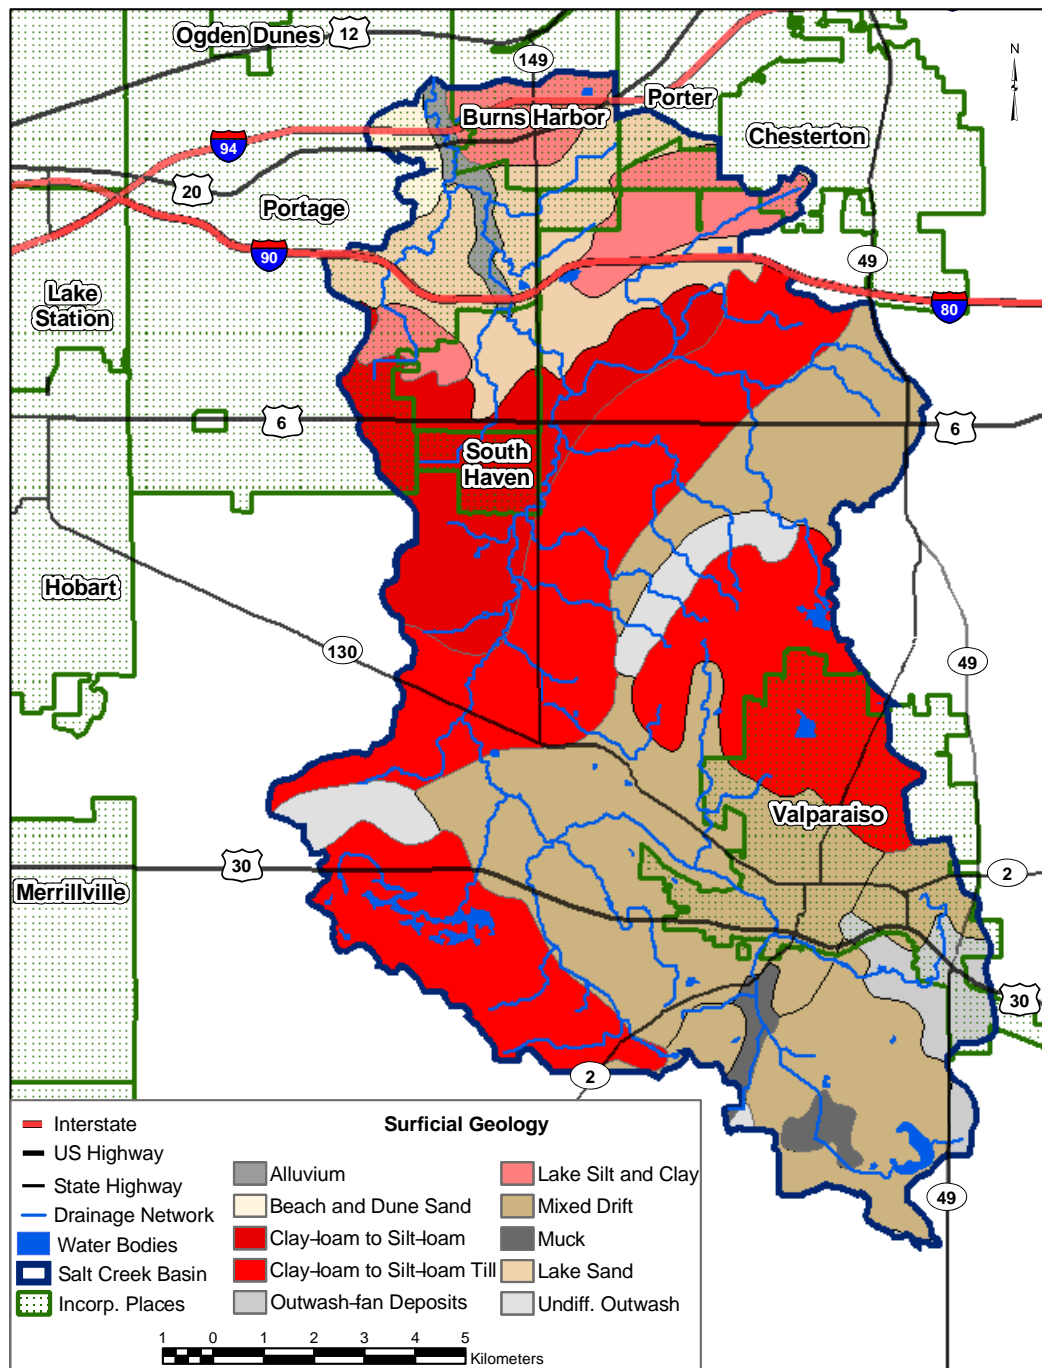 Ogden Dunes
12
149
N
Porter
Burns Harbor
Chesterton
94
20
Portage
90
49
Lake
Station
80
6
6
South
Haven
Hobart
130
49
Valparaiso
30
2
Merrillville
30
2
49
Interstate
US Highway
State Highway
Drainage Network
Water Bodies
Salt Creek Basin
Incorp. Places
Surficial Geology
Alluvium
Beach and Dune Sand
Clay-loam to Silt-loam
Clay-loam to Silt-loam Till
Outwash-fan Deposits
Lake Silt and Clay
Mixed Drift
Muck
Lake Sand
Undiff. Outwash
1 0 1 2 3 4 5
Kilometers